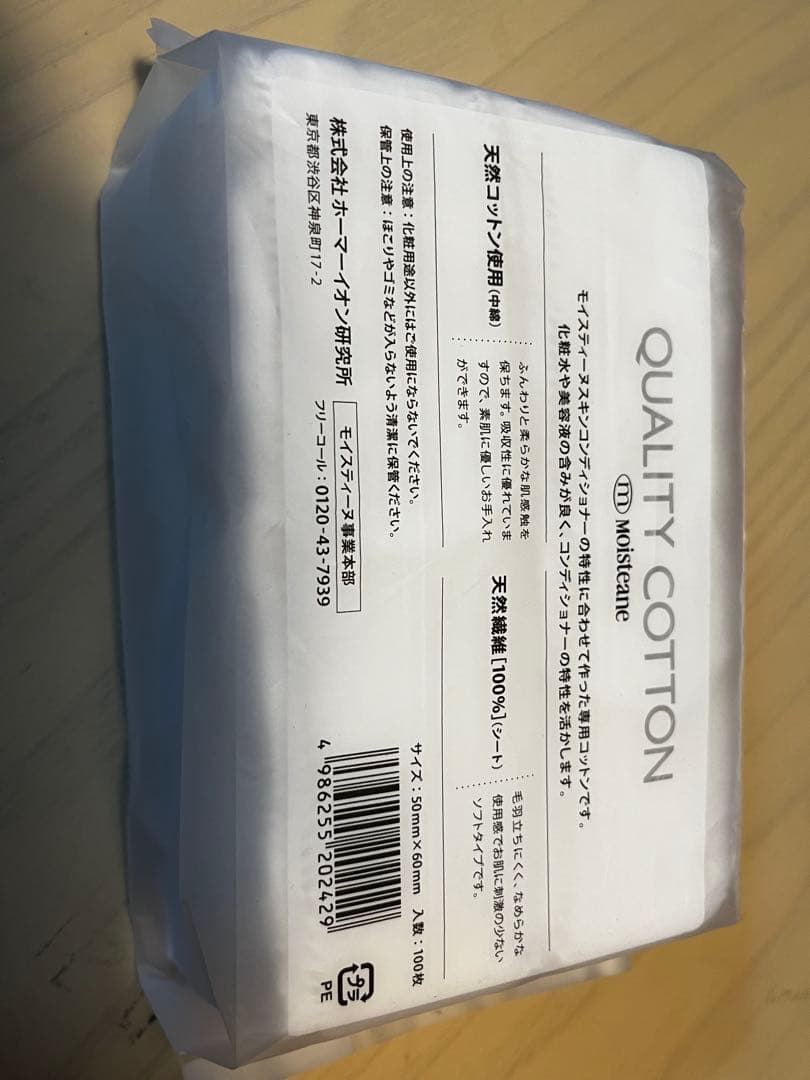 QUALITY COTTON
m Moisteane
モイスティーヌスキンコンディショナーの特性に合わせて作った専用コットンです。
化粧水や美容液の含みが良く、コンディショナーの特性を活かします。
天然コットン使用(中綿)
ふんわりと柔らかな肌感触を
保ちます。吸収性に優れていま
すので、素肌に優しいお手入れ
ができます。
天然繊維[100%](シート)
毛羽立ちにくく、なめらかな
使用感でお肌に刺激の少ない
ソフトタイプです。
使用上の注意:化粧用途以外にはご使用にならないでください。
保管上の注意:ほこりやゴミなどが入らないよう清潔に保管ください。
サイズ:50mm×60mm 入数:100枚
株式会社 ホーマーイオン研究所 モイスティーヌ事業本部
東京都渋谷区神泉町17-2 フリーコール:0120-43-7939
4 986255 202429
プラ
PE